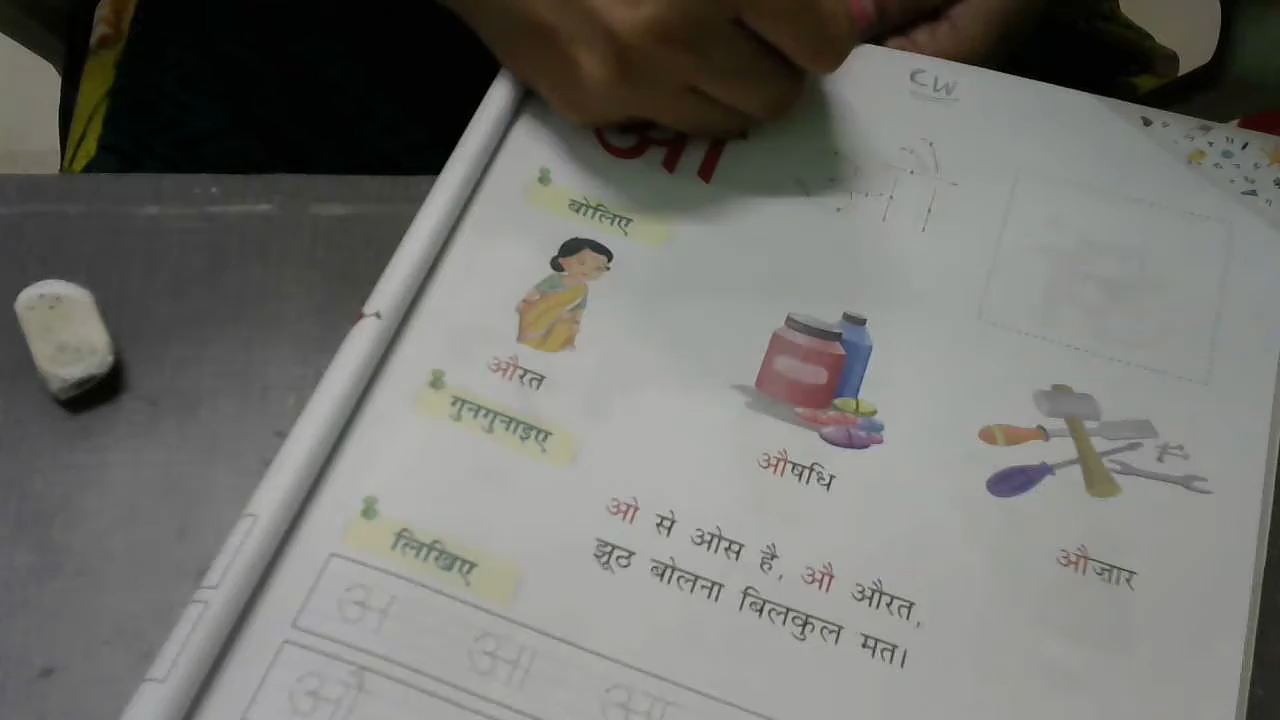 CW
बोलिए
औरत
औषधि
औज़ार
गुनगुनाइए
ओ से ओस है, औ औरत,
झूठ बोलना बिलकुल मत।
लिखिए
अ आ